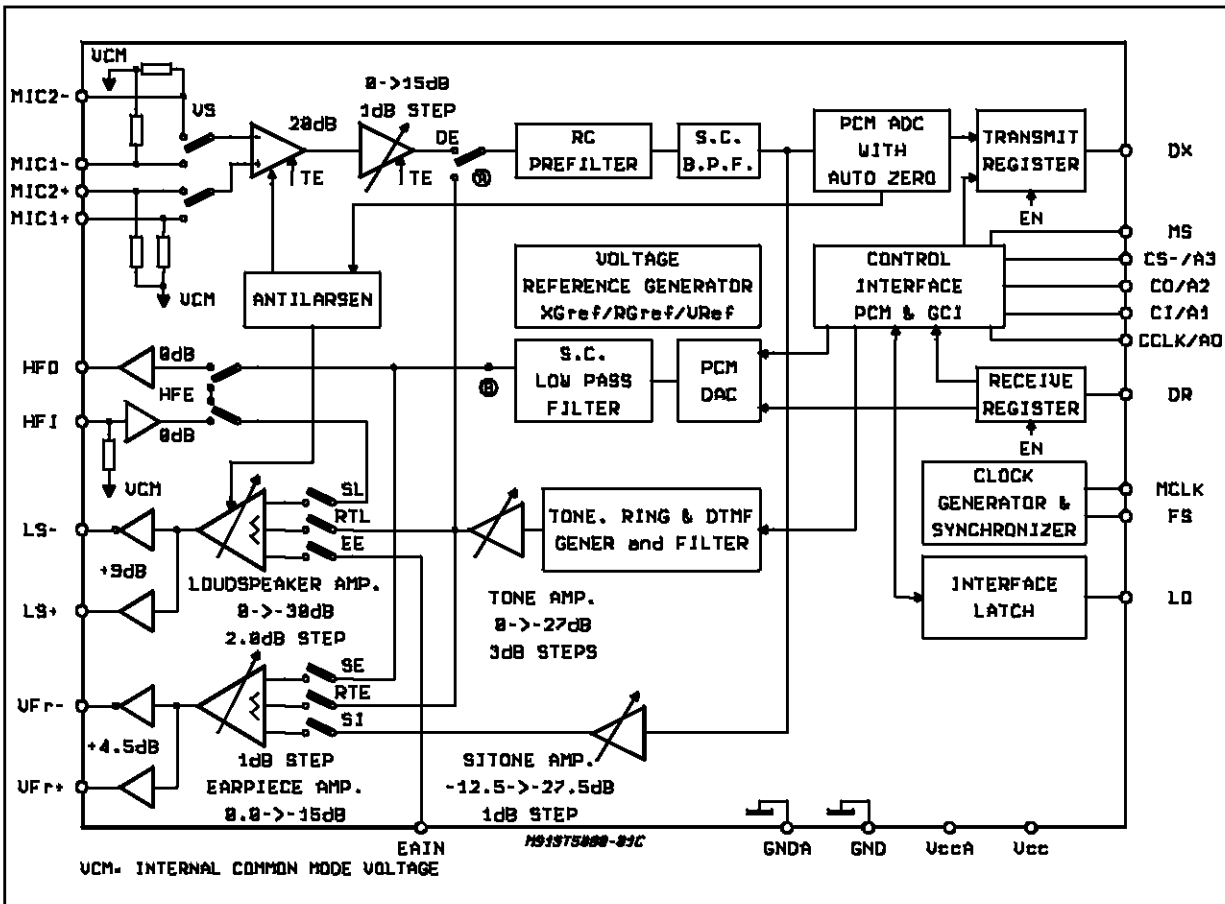 VCM
MIC2-
VS
MIC1-
MIC2+
MIC1+
VCM
20dB
TE
0->15dB
1dB STEP
TE
DE
RC
PREFILTER
S.C.
B.P.F.
PCM ADC
WITH
AUTO ZERO
TRANSMIT
REGISTER
DX
EN
MS
CS-/A3
CO/A2
CI/A1
CCLK/A0
CONTROL
INTERFACE
PCM & GCI
VOLTAGE
REFERENCE GENERATOR
XGref/RGref/VRef
ANTILARSEN
HFO
0dB
HFE
HFI
0dB
VCM
B
S.C.
LOW PASS
FILTER
PCM
DAC
RECEIVE
REGISTER
DR
EN
CLOCK
GENERATOR &
SYNCHRONIZER
MCLK
FS
SL
RTL
EE
LS-
+9dB
LS+
LOUDSPEAKER AMP.
0->-30dB
2.0dB STEP
TONE, RING & DTMF
GENER and FILTER
TONE AMP.
0->-27dB
3dB STEPS
INTERFACE
LATCH
LO
SE
RTE
SI
VFr-
+4.5dB
VFr+
1dB STEP
EARPIECE AMP.
0.0->-15dB
SITONE AMP.
-12.5->-27.5dB
1dB STEP
EAIN
M91ST5080-01C
GNDA
GND
VccA
Vcc
VCM= INTERNAL COMMON MODE VOLTAGE